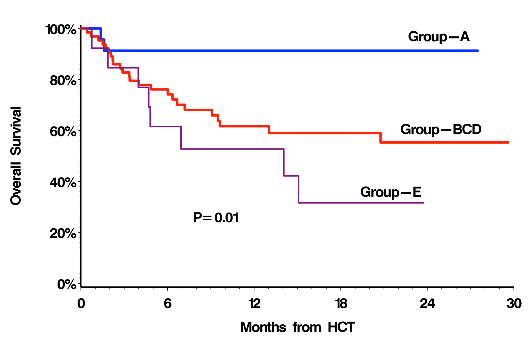 100%
80%
60%
40%
20%
0%
Overall Survival
Group−A
Group−BCD
Group−E
P=0.01
0 6 12 18 24 30
Months from HCT